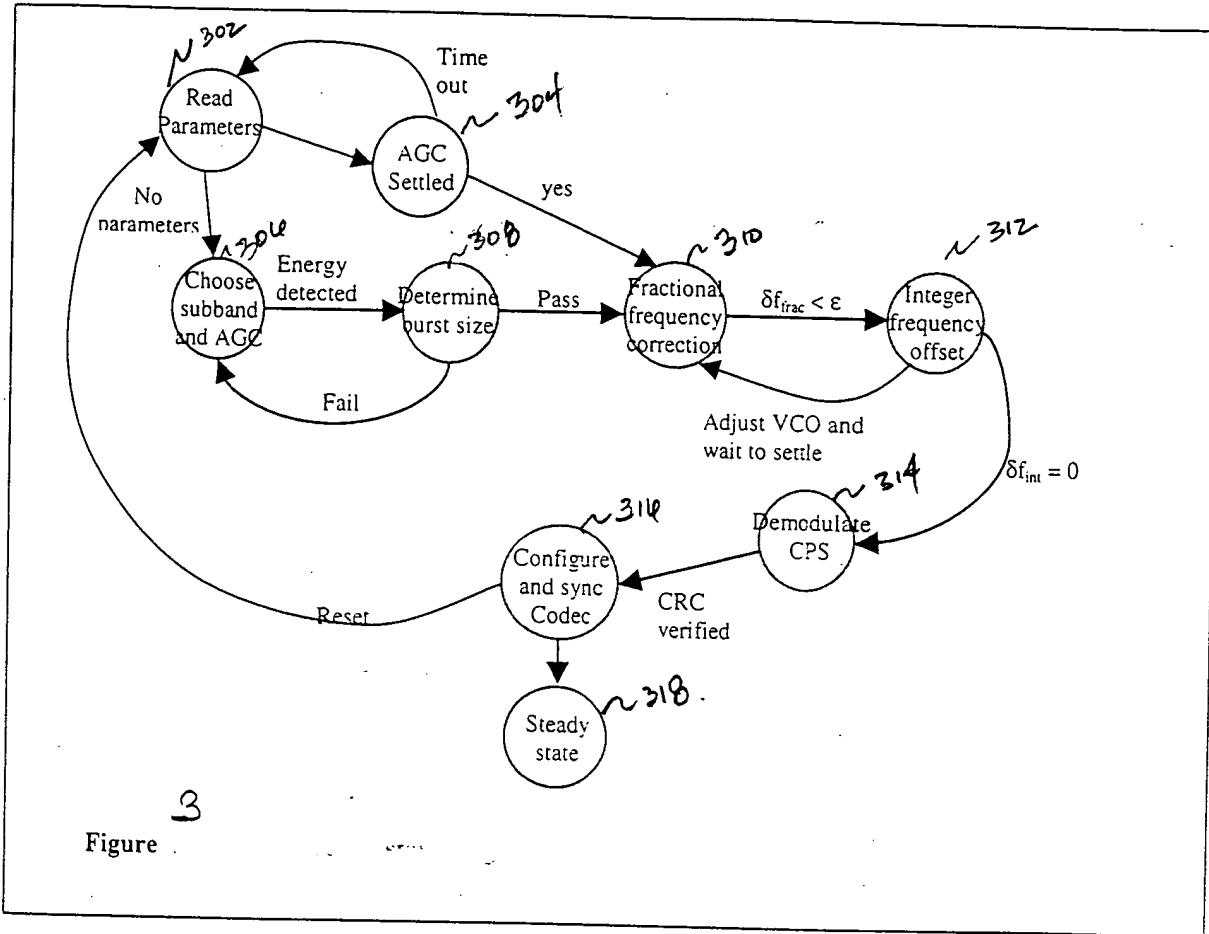 302
Time
out
Read
Parameters
304
AGC
Settled
yes
No
parameters
306
308
310
312
Choose
subband
and AGC
Energy
detected
Determine
burst size
Pass
Fractional
frequency
correction
δf_frac < ε
Integer
frequency
offset
Fail
Adjust VCO and
wait to settle
δf_int = 0
314
Demodulate
CPS
316
Configure
and sync
Codec
CRC
verified
Reset
318.
Steady
state
Figure 3